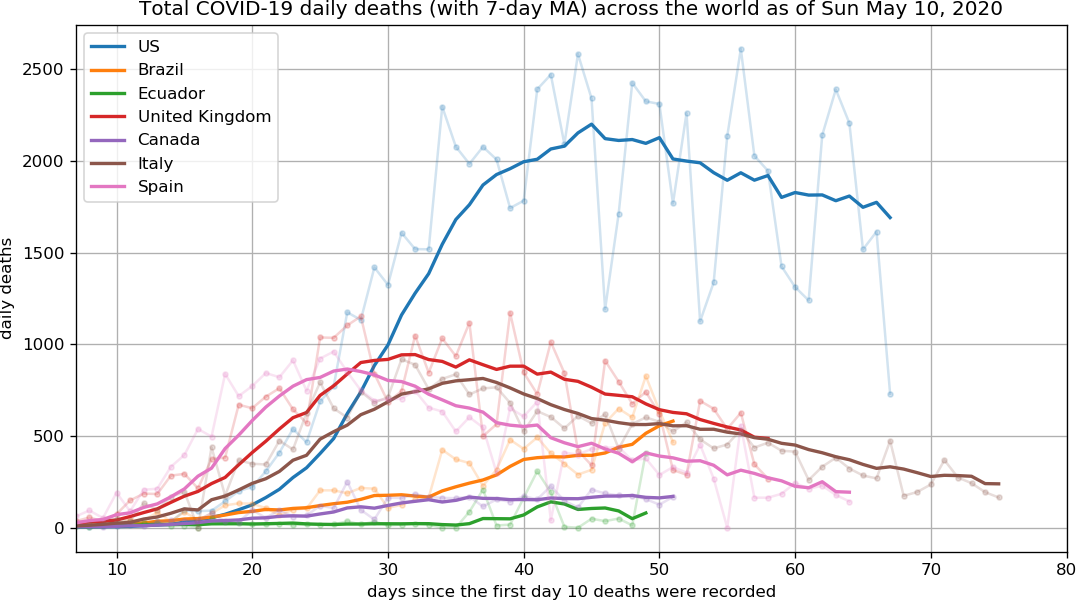 Total COVID-19 daily deaths (with 7-day MA) across the world as of Sun May 10, 2020
US
Brazil
Ecuador
United Kingdom
Canada
Italy
Spain
2500
2000
1500
1000
500
0
daily deaths
10 20 30 40 50 60 70 80
days since the first day 10 deaths were recorded